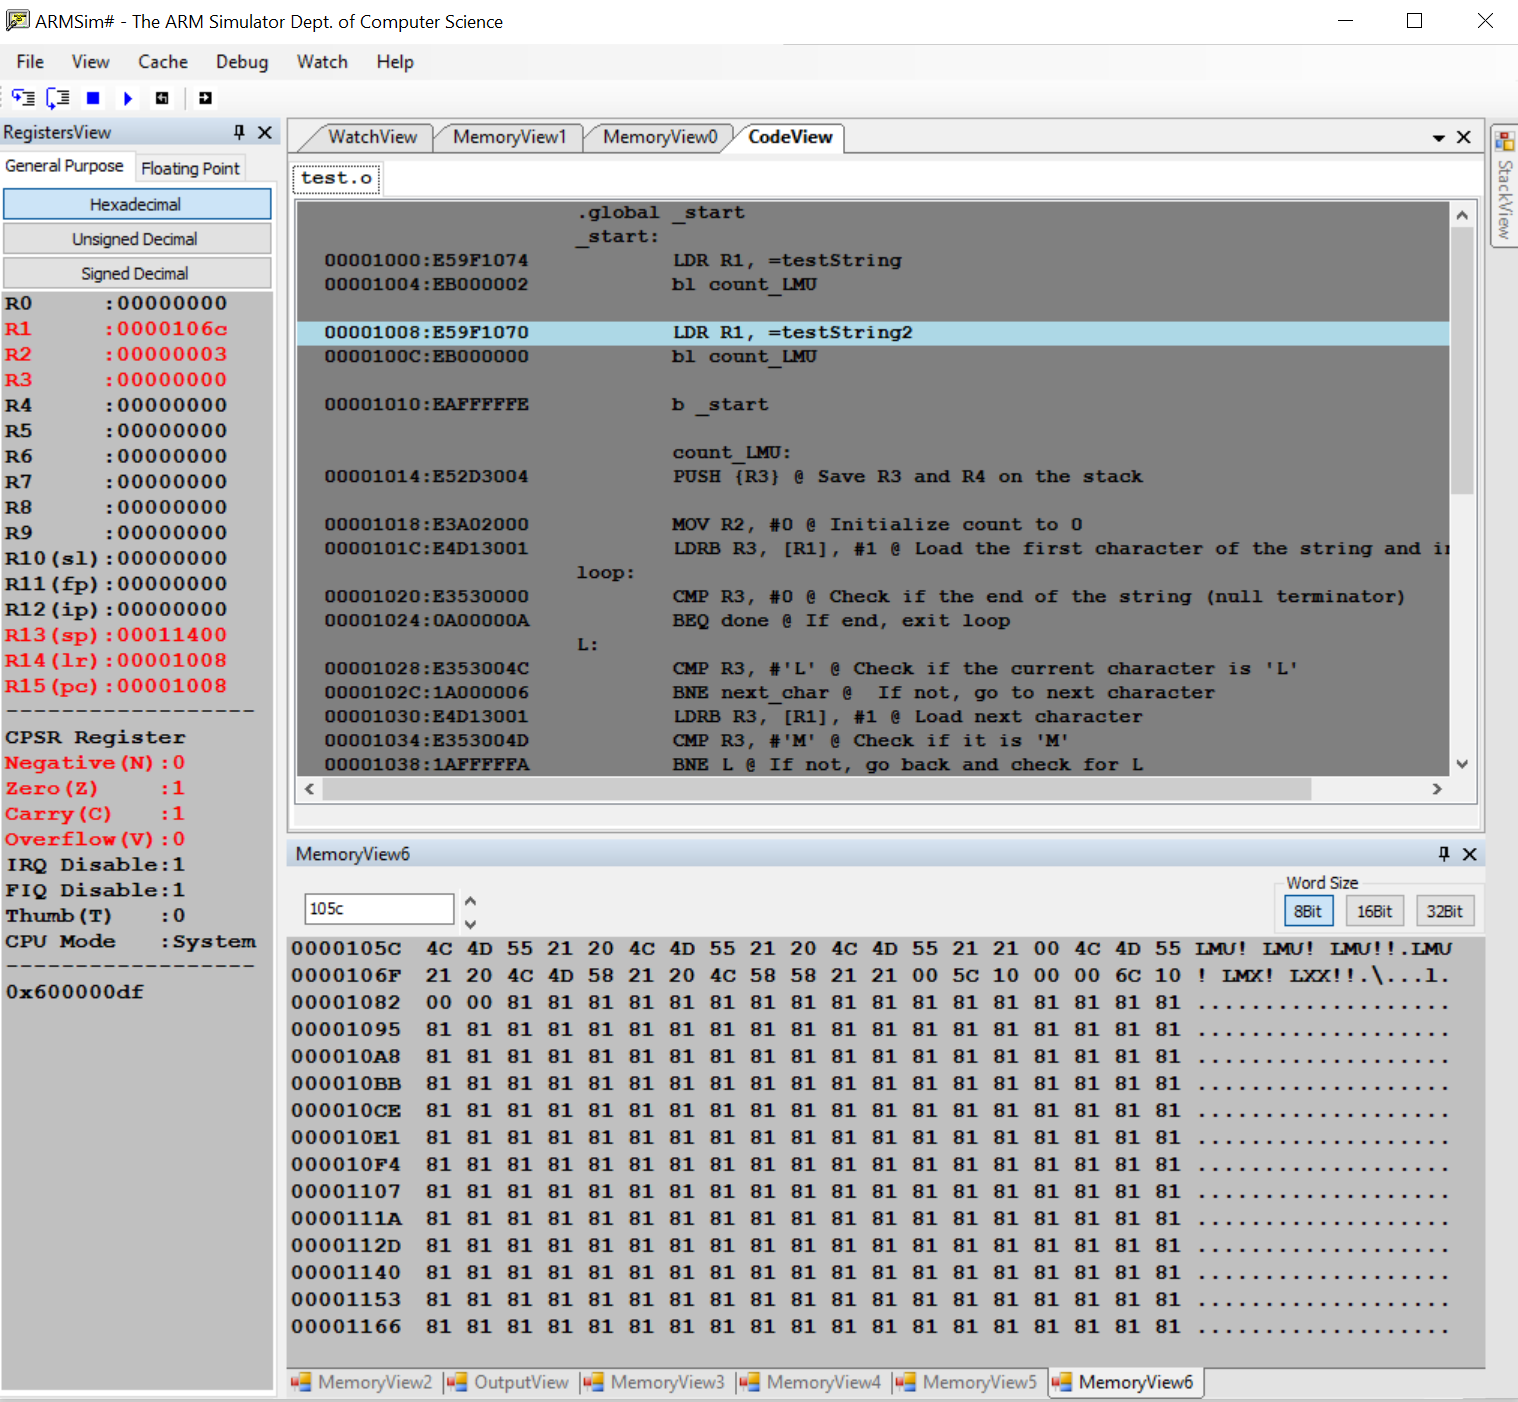 ARMSim# - The ARM Simulator Dept. of Computer Science
File View Cache Debug Watch Help
RegistersView
General Purpose Floating Point
Hexadecimal
Unsigned Decimal
Signed Decimal
R0 :00000000
R1 :0000106c
R2 :00000003
R3 :00000000
R4 :00000000
R5 :00000000
R6 :00000000
R7 :00000000
R8 :00000000
R9 :00000000
R10(sl):00000000
R11(fp):00000000
R12(ip):00000000
R13(sp):00011400
R14(lr):00001008
R15(pc):00001008
------------------
CPSR Register
Negative(N):0
Zero(Z) :1
Carry(C) :1
Overflow(V):0
IRQ Disable:1
FIQ Disable:1
Thumb(T) :0
CPU Mode :System
------------------
0x600000df
WatchView MemoryView1 MemoryView0 CodeView
test.o
.global _start
_start:
00001000:E59F1074 LDR R1, =testString
00001004:EB000002 bl count_LMU
00001008:E59F1070 LDR R1, =testString2
0000100C:EB000000 bl count_LMU
00001010:EAFFFFFE b _start
count_LMU:
00001014:E52D3004 PUSH {R3} @ Save R3 and R4 on the stack
00001018:E3A02000 MOV R2, #0 @ Initialize count to 0
0000101C:E4D13001 LDRB R3, [R1], #1 @ Load the first character of the string and i
loop:
00001020:E3530000 CMP R3, #0 @ Check if the end of the string (null terminator)
00001024:0A00000A BEQ done @ If end, exit loop
L:
00001028:E353004C CMP R3, #'L' @ Check if the current character is 'L'
0000102C:1A000006 BNE next_char @  If not, go to next character
00001030:E4D13001 LDRB R3, [R1], #1 @ Load next character
00001034:E353004D CMP R3, #'M' @ Check if it is 'M'
00001038:1AFFFFFA BNE L @ If not, go back and check for L
StackView
MemoryView6
105c
Word Size
8Bit 16Bit 32Bit
0000105C 4C 4D 55 21 20 4C 4D 55 21 20 4C 4D 55 21 21 00 4C 4D 55 LMU! LMU! LMU!!.LMU
0000106F 21 20 4C 4D 58 21 20 4C 58 58 21 21 00 5C 10 00 00 6C 10 ! LMX! LXX!!.\...l.
00001082 00 00 81 81 81 81 81 81 81 81 81 81 81 81 81 81 81 81 81 ...................
00001095 81 81 81 81 81 81 81 81 81 81 81 81 81 81 81 81 81 81 81 ...................
000010A8 81 81 81 81 81 81 81 81 81 81 81 81 81 81 81 81 81 81 81 ...................
000010BB 81 81 81 81 81 81 81 81 81 81 81 81 81 81 81 81 81 81 81 ...................
000010CE 81 81 81 81 81 81 81 81 81 81 81 81 81 81 81 81 81 81 81 ...................
000010E1 81 81 81 81 81 81 81 81 81 81 81 81 81 81 81 81 81 81 81 ...................
000010F4 81 81 81 81 81 81 81 81 81 81 81 81 81 81 81 81 81 81 81 ...................
00001107 81 81 81 81 81 81 81 81 81 81 81 81 81 81 81 81 81 81 81 ...................
0000111A 81 81 81 81 81 81 81 81 81 81 81 81 81 81 81 81 81 81 81 ...................
0000112D 81 81 81 81 81 81 81 81 81 81 81 81 81 81 81 81 81 81 81 ...................
00001140 81 81 81 81 81 81 81 81 81 81 81 81 81 81 81 81 81 81 81 ...................
00001153 81 81 81 81 81 81 81 81 81 81 81 81 81 81 81 81 81 81 81 ...................
00001166 81 81 81 81 81 81 81 81 81 81 81 81 81 81 81 81 81 81 81 ...................
MemoryView2 OutputView MemoryView3 MemoryView4 MemoryView5 MemoryView6